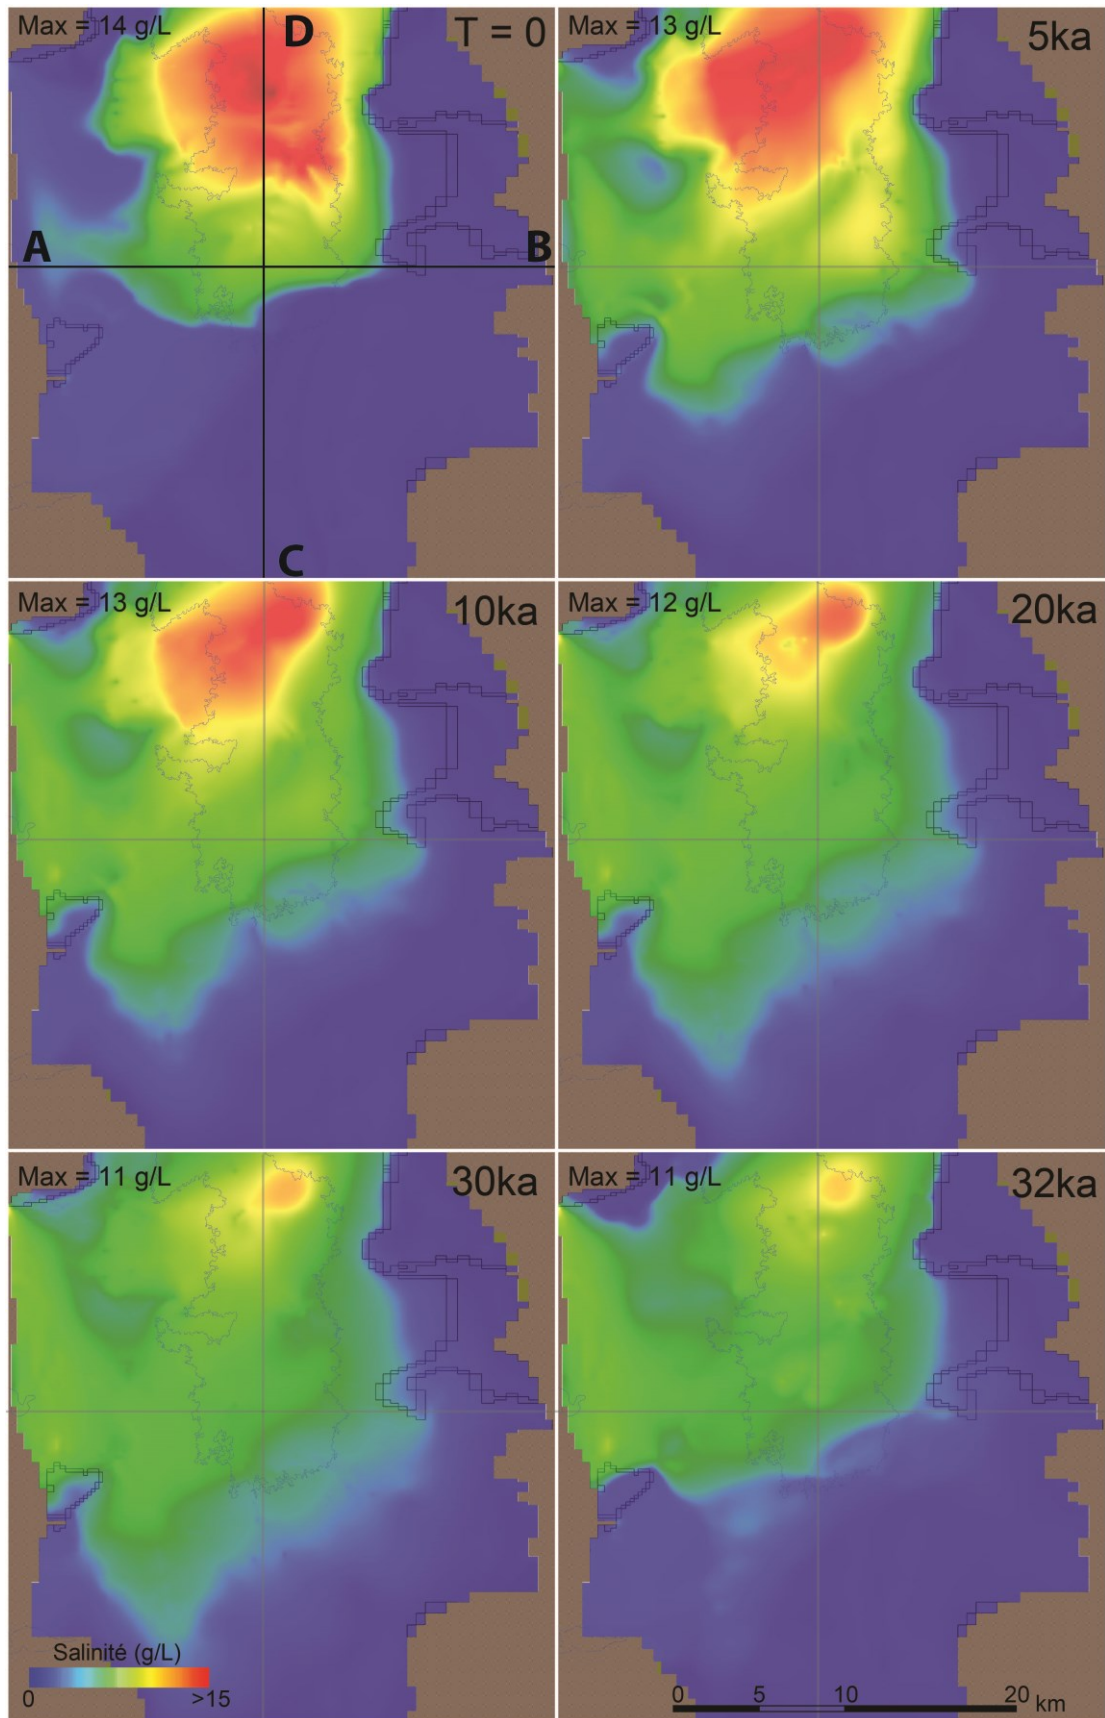 Max = 14 g/L
D
T = 0
A
B
C
Max = 13 g/L
5ka
Max = 13 g/L
10ka
Max = 12 g/L
20ka
Max = 11 g/L
30ka
Salinité (g/L)
0 >15
Max = 11 g/L
32ka
0 5 10 20 km